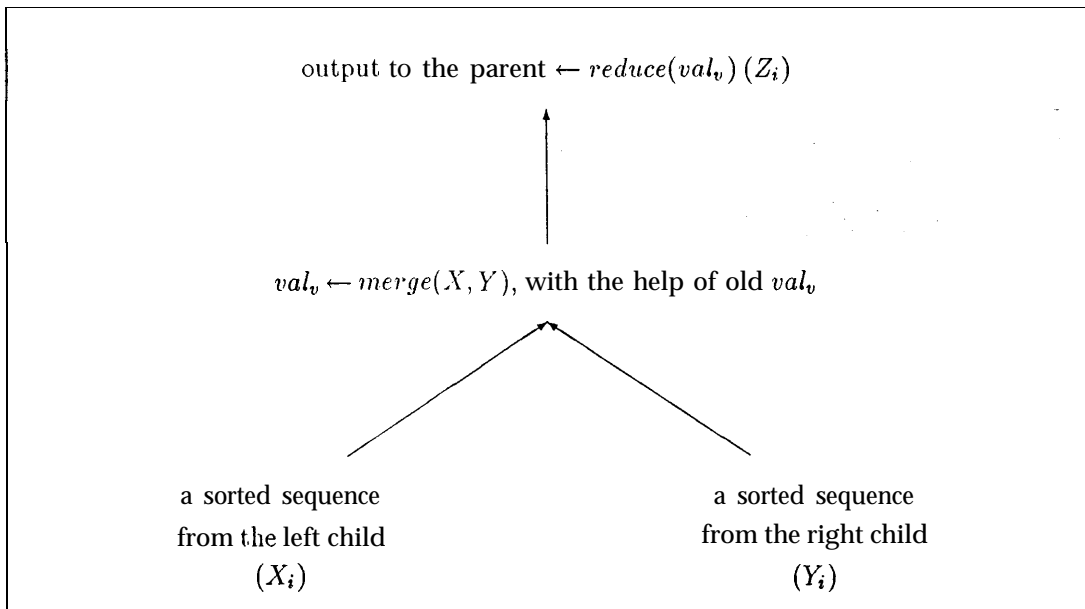 output to the parent ← reduce(val_v) (Z_i)
val_v ← merge(X, Y), with the help of old val_v
a sorted sequence
from the left child
(X_i)
a sorted sequence
from the right child
(Y_i)